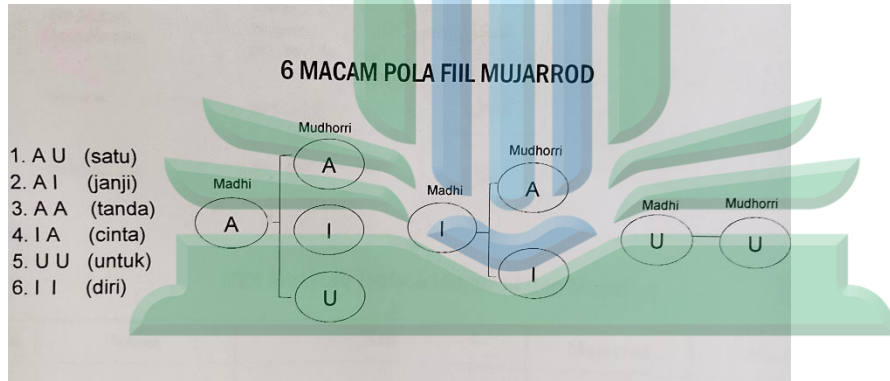 6 MACAM POLA FIIL MUJARROD
1. A U (satu)
2. A I (janji)
3. A A (tanda)
4. I A (cinta)
5. U U (untuk)
6. I I (diri)
Madhi
A
Mudhorri
A
I
U
Madhi
I
Mudhorri
A
I
Madhi
U
Mudhorri
U